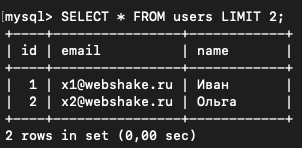 [mysql> SELECT * FROM users LIMIT 2;
+----+-----------------+--------+
| id | email           | name   |
+----+-----------------+--------+
|  1 | x1@webshake.ru | Иван   |
|  2 | x2@webshake.ru | Ольга  |
+----+-----------------+--------+
2 rows in set (0,00 sec)